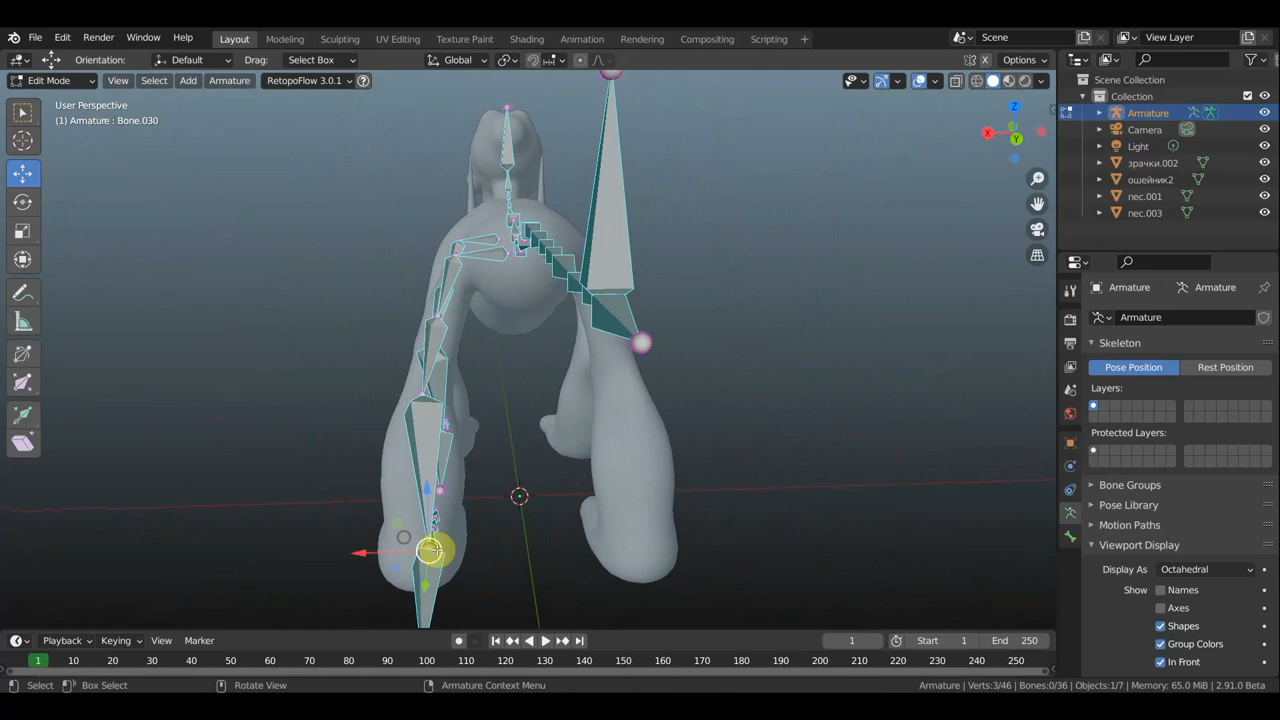 File Edit Render Window Help Layout Modeling Sculpting UV Editing Texture Paint Shading Animation Rendering Compositing Scripting + Scene View Layer
Orientation: Default Drag: Select Box Global Options
Edit Mode View Select Add Armature RetopoFlow 3.0.1
User Perspective
(1) Armature : Bone.030
Z
X
Y
Scene Collection
Collection
Armature
Camera
Light
зрачки.002
ошейник2
пес.001
пес.003
Armature Armature
Armature
Skeleton
Pose Position Rest Position
Layers:
Protected Layers:
Bone Groups
Pose Library
Motion Paths
Viewport Display
Display As Octahedral
Show Names
Axes
Shapes
Group Colors
In Front
Playback Keying View Marker 1 Start 1 End 250
1 10 20 30 40 50 60 70 80 90 100 110 120 130 140 150 160 170 180 190 200 210 220 230 240 250
Select Box Select Rotate View Armature Context Menu Armature | Verts:3/46 | Bones:0/36 | Objects:1/7 | Memory: 65.0 MiB | 2.91.0 Beta